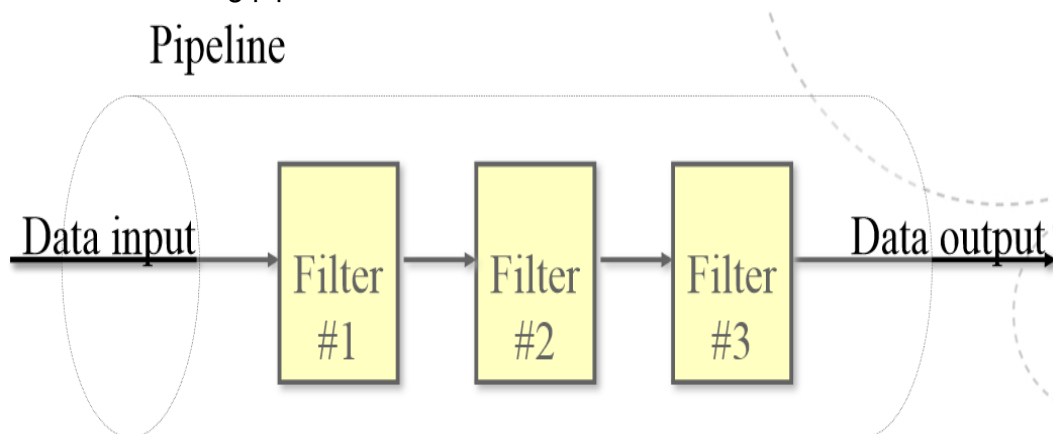 Pipeline
Data input
Data output
Filter
#1
Filter
#2
Filter
#3